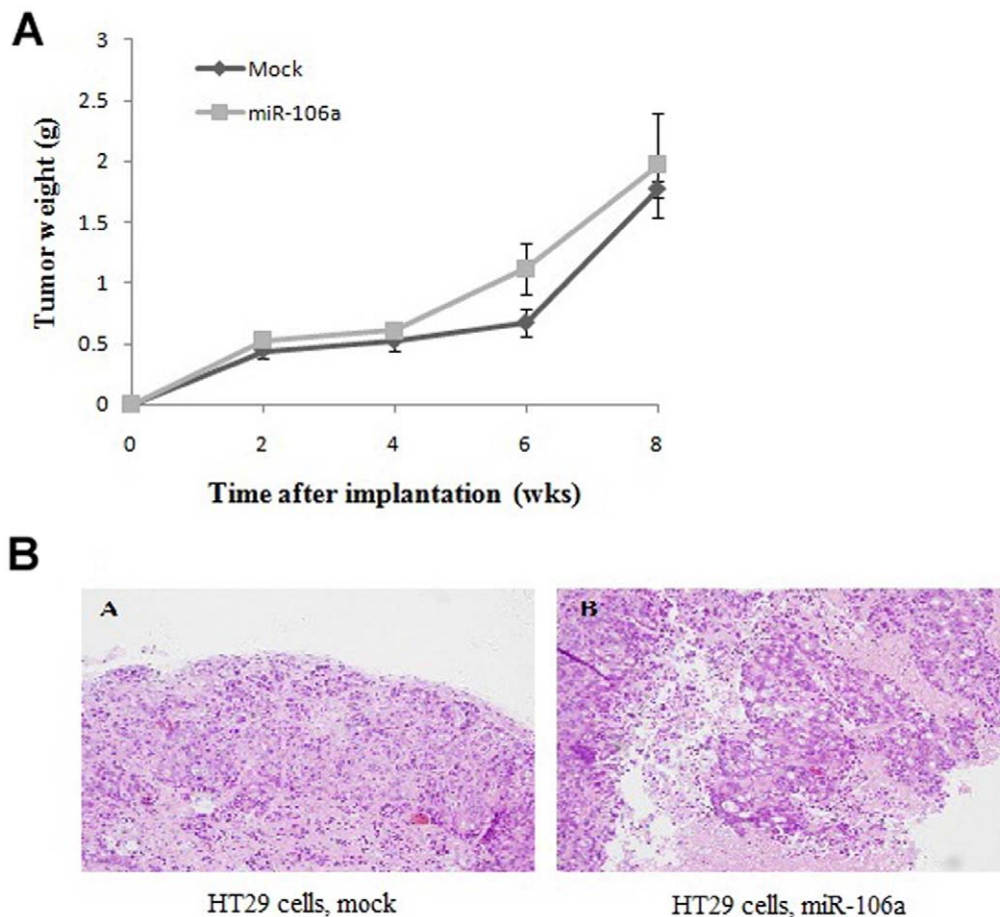 A
3
2.5
2
1.5
1
0.5
0
Mock
miR-106a
Tumor weight (g)
0 2 4 6 8
Time after implantation (wks)
B
A B
HT29 cells, mock HT29 cells, miR-106a